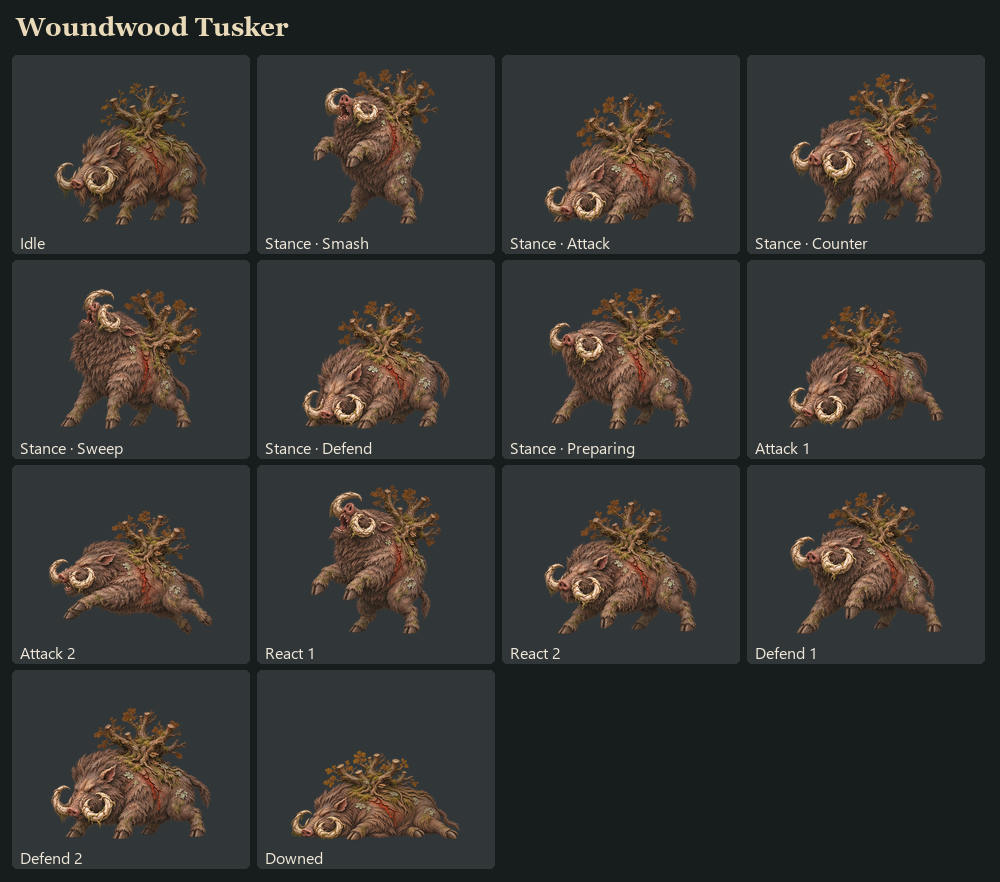 Woundwood Tusker
Idle
Stance · Smash
Stance · Attack
Stance · Counter
Stance · Sweep
Stance · Defend
Stance · Preparing
Attack 1
Attack 2
React 1
React 2
Defend 1
Defend 2
Downed